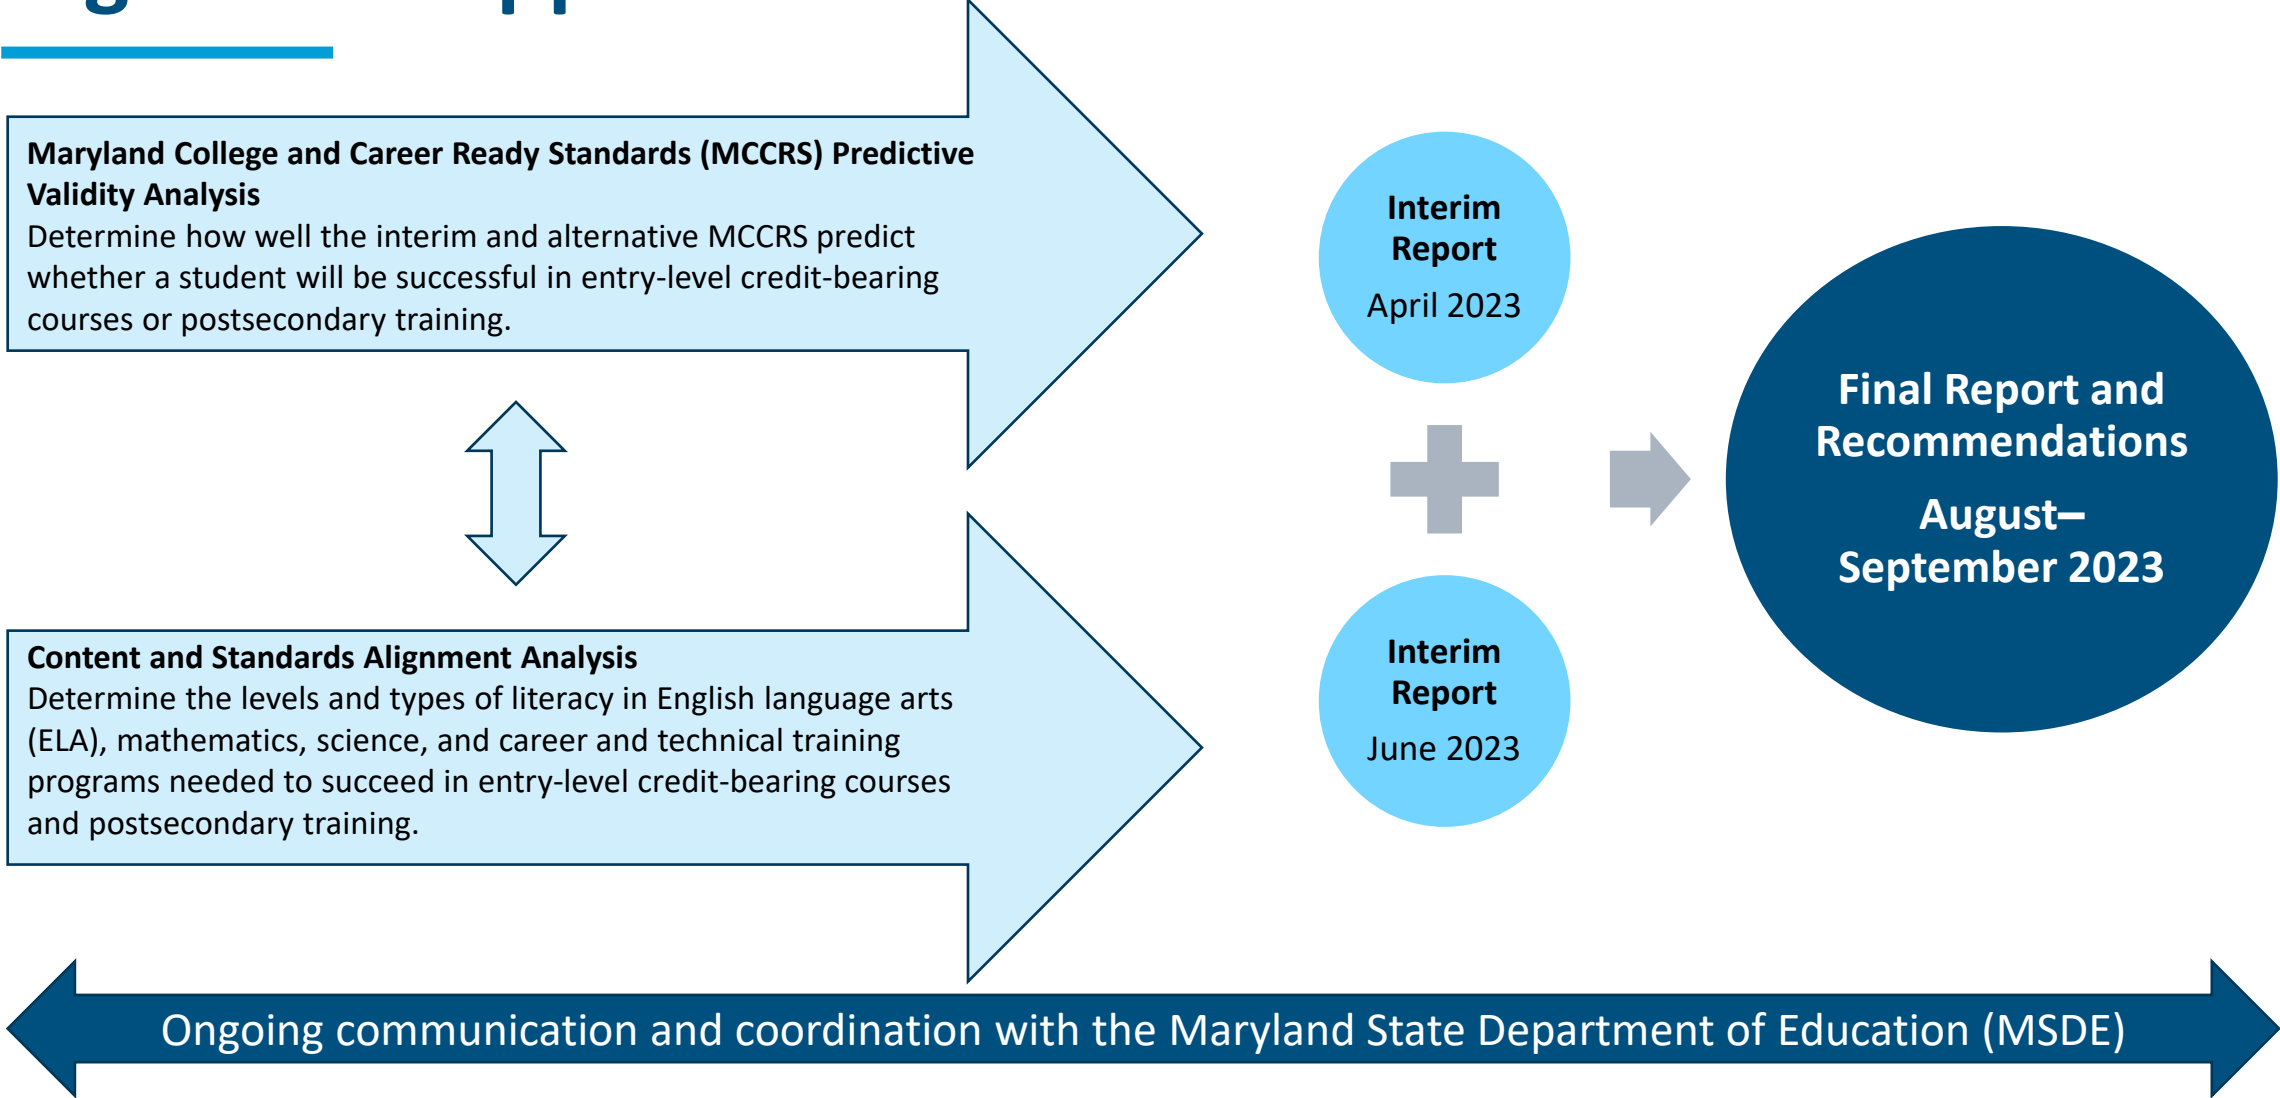 Maryland College and Career Ready Standards (MCCRS) Predictive
Validity Analysis
Determine how well the interim and alternative MCCRS predict
whether a student will be successful in entry-level credit-bearing
courses or postsecondary training.
Content and Standards Alignment Analysis
Determine the levels and types of literacy in English language arts
(ELA), mathematics, science, and career and technical training
programs needed to succeed in entry-level credit-bearing courses
and postsecondary training.
Interim
Report
April 2023
Interim
Report
June 2023
Final Report and
Recommendations
August–
September 2023
Ongoing communication and coordination with the Maryland State Department of Education (MSDE)